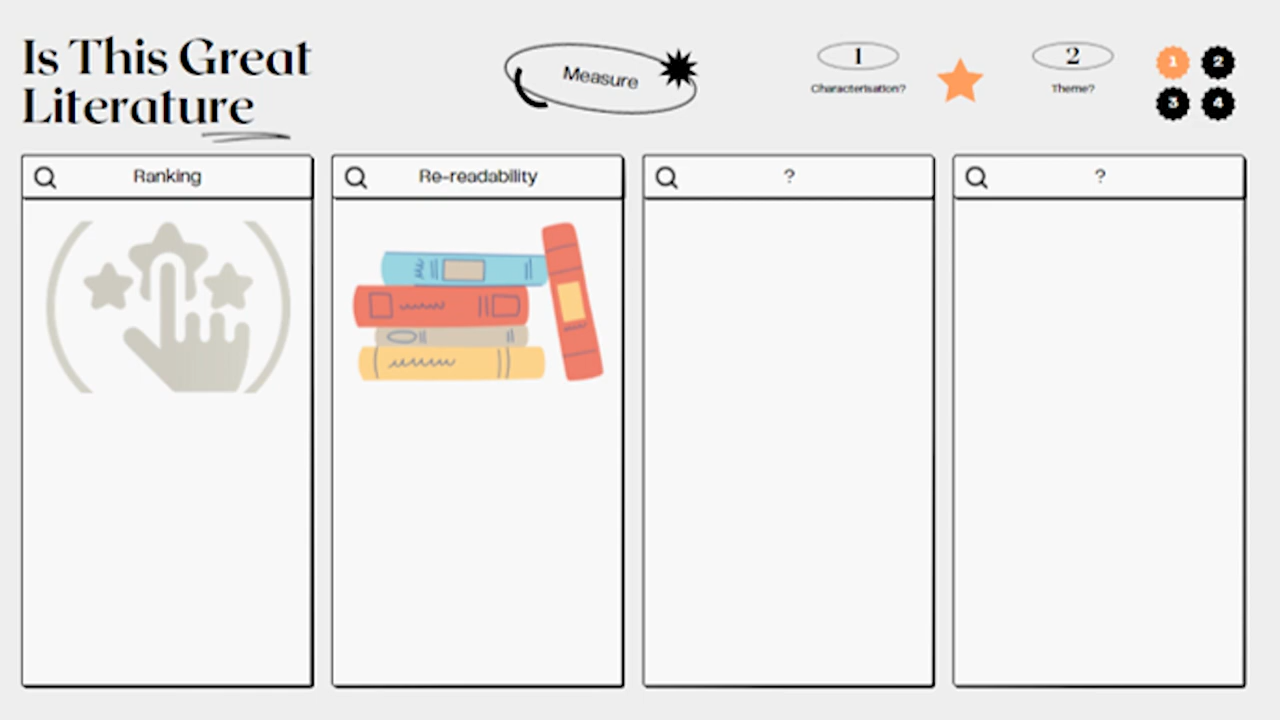 Is This Great
Literature
Measure
1
Characterisation?
2
Theme?
1
2
3
4
Ranking
Re-readability
?
?